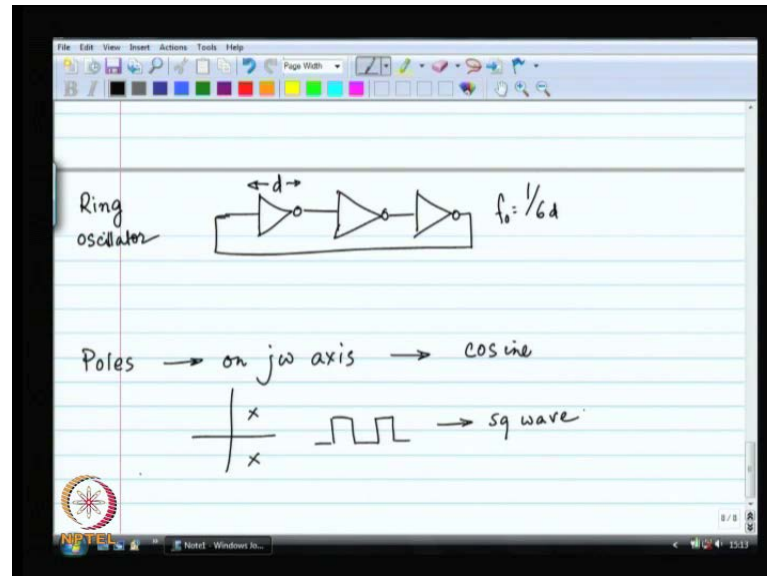 File Edit View Insert Actions Tools Help
Page Width
B I
←d→
Ring oscillator
f₀ = 1/6d
Poles → on jω axis → cosine
x
x
→ sq wave
8/8
NPTEL
Note1 - Windows Jo...
15:13